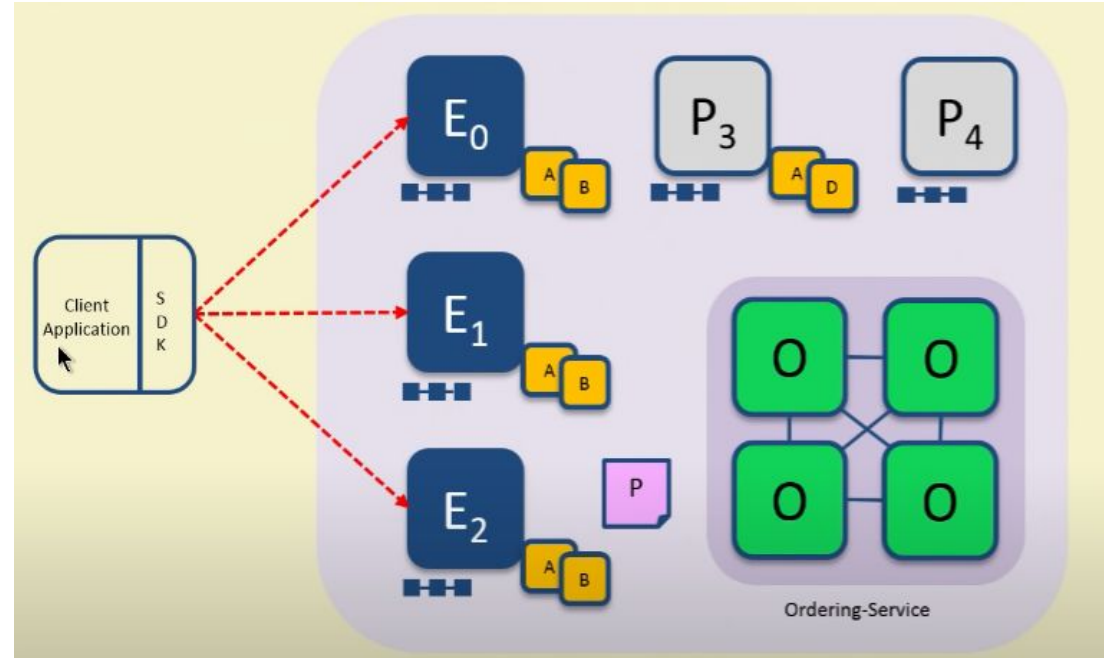 E0
A
B
P3
A
D
P4
Client
Application
S
D
K
E1
A
B
E2
A
B
P
O
O
O
O
Ordering-Service